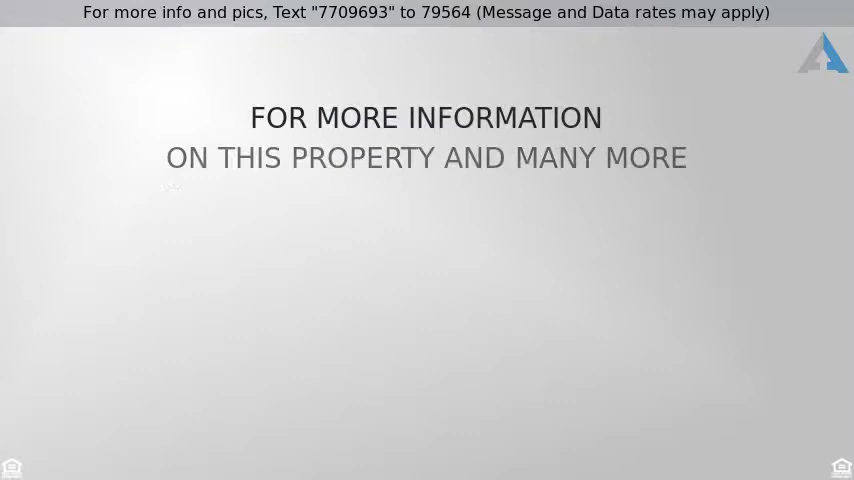 For more info and pics, Text "7709693" to 79564 (Message and Data rates may apply)
FOR MORE INFORMATION
ON THIS PROPERTY AND MANY MORE